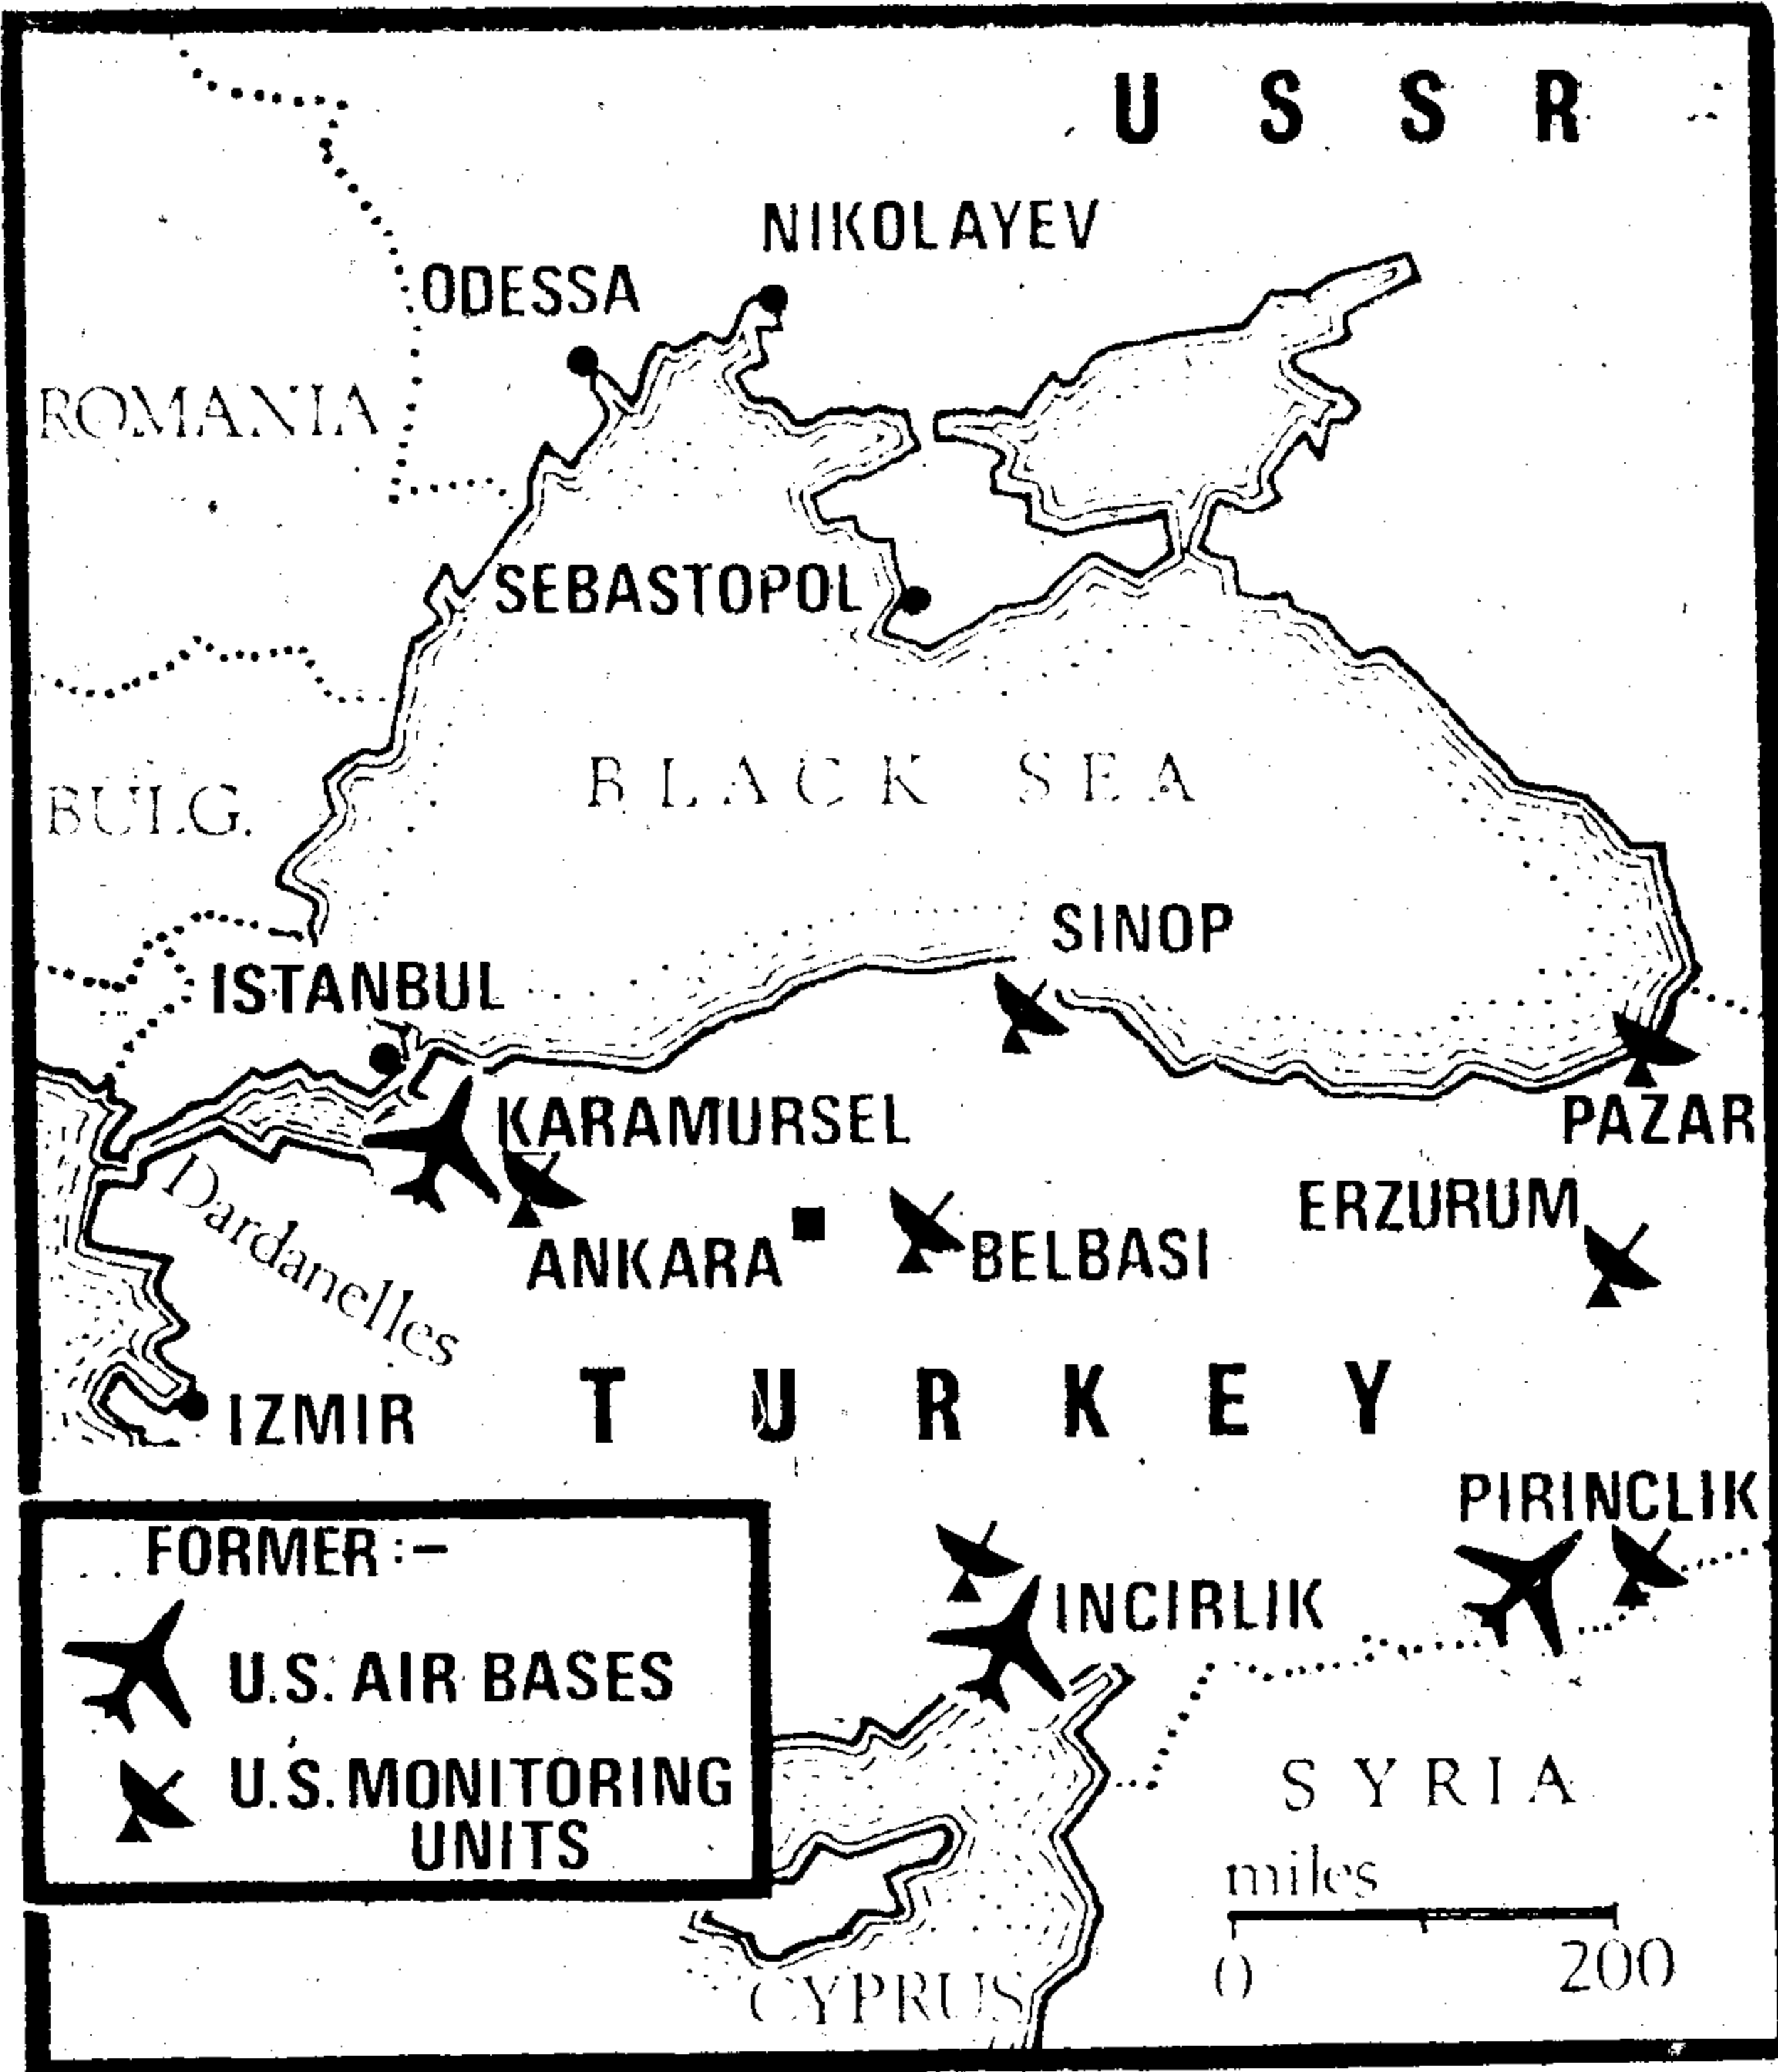 USSR
NIKOLAYEV
ODESSA
ROMANIA
SEBASTOPOL
BLACK SEA
BULG.
SINOP
ISTANBUL
KARAMURSEL
PAZAR
Dardanelles
ERZURUM
ANKARA
BELBASI
IZMIR
TURKEY
PIRINCLIK
INCIRLIK
FORMER:-
U.S. AIR BASES
U.S. MONITORING
UNITS
SYRIA
miles
0 200
CYPRUS